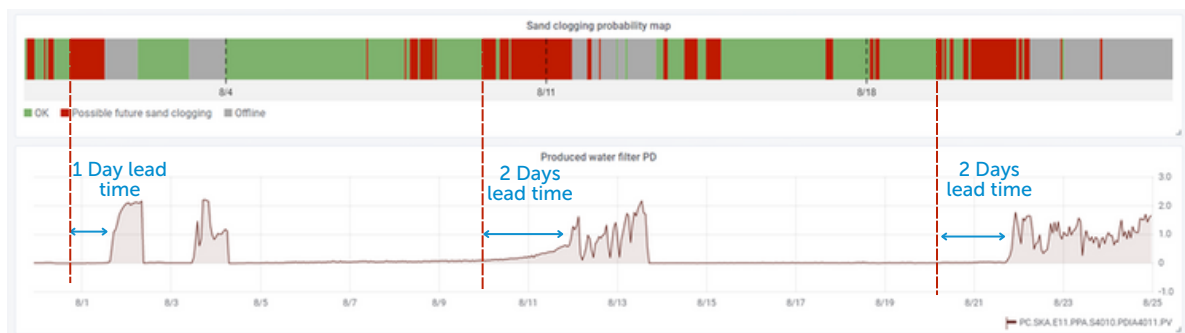 Sand clogging probability map
8/4 8/11 8/18
OK Possible future sand clogging Offline
Produced water filter PD
1 Day lead
time
2 Days
lead time
2 Days
lead time
3.0
2.0
1.0
0
-1.0
8/1 8/3 8/5 8/7 8/9 8/11 8/13 8/15 8/17 8/19 8/21 8/23 8/25
PC.SKA.E11.PPA.S4010.PDIA4011.PV